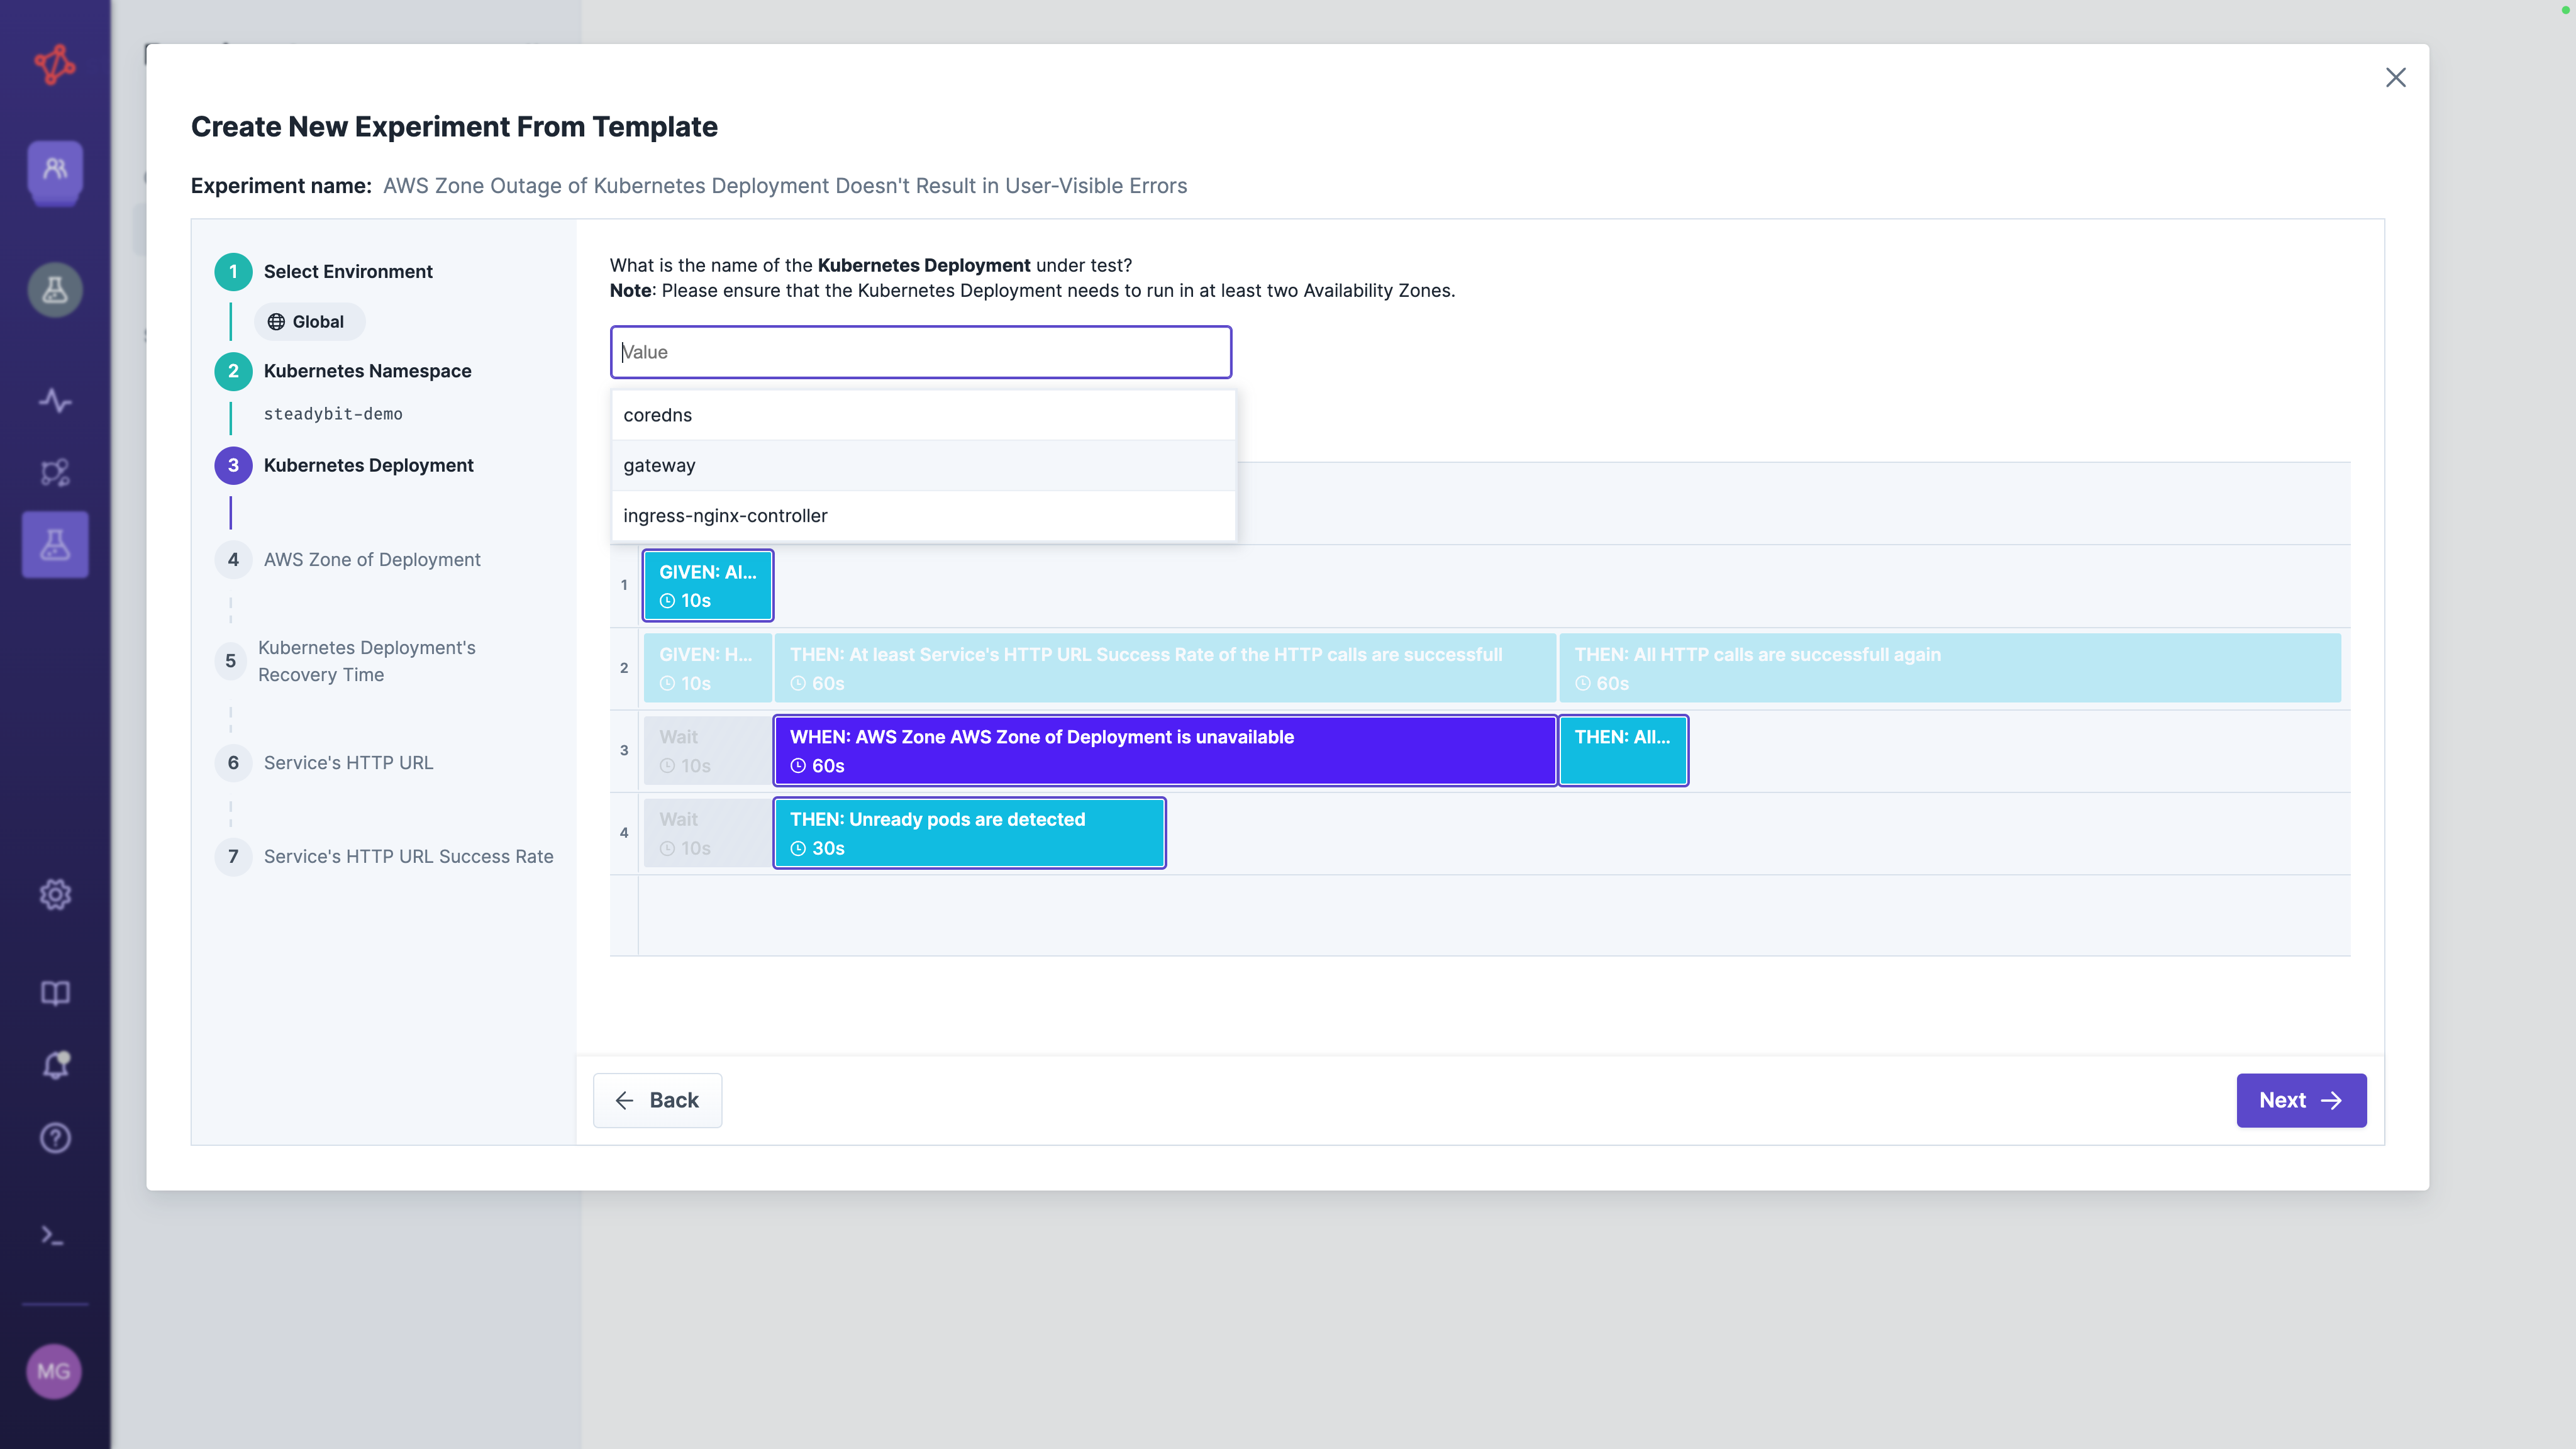 Create New Experiment From Template
Experiment name: AWS Zone Outage of Kubernetes Deployment Doesn't Result in User-Visible Errors
1 Select Environment
Global
2 Kubernetes Namespace
steadybit-demo
3 Kubernetes Deployment
4 AWS Zone of Deployment
5 Kubernetes Deployment's
Recovery Time
6 Service's HTTP URL
7 Service's HTTP URL Success Rate
What is the name of the Kubernetes Deployment under test?
Note: Please ensure that the Kubernetes Deployment needs to run in at least two Availability Zones.
Value
coredns
gateway
ingress-nginx-controller
1
GIVEN: Al...
10s
2
GIVEN: H...
10s
THEN: At least Service's HTTP URL Success Rate of the HTTP calls are successfull
60s
THEN: All HTTP calls are successfull again
60s
3
Wait
10s
WHEN: AWS Zone AWS Zone of Deployment is unavailable
60s
THEN: All...
4
Wait
10s
THEN: Unready pods are detected
30s
Back
Next
MG